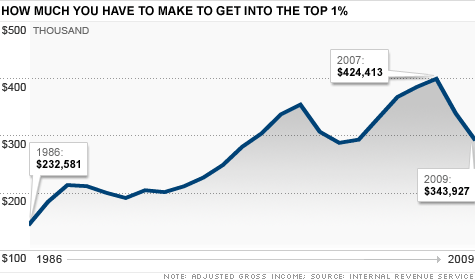 HOW MUCH YOU HAVE TO MAKE TO GET INTO THE TOP 1%
$500 THOUSAND
2007:
$424,413
$400
$300
1986:
$232,581
2009:
$343,927
$200
$100 1986 2009
NOTE: ADJUSTED GROSS INCOME; SOURCE: INTERNAL REVENUE SERVICE